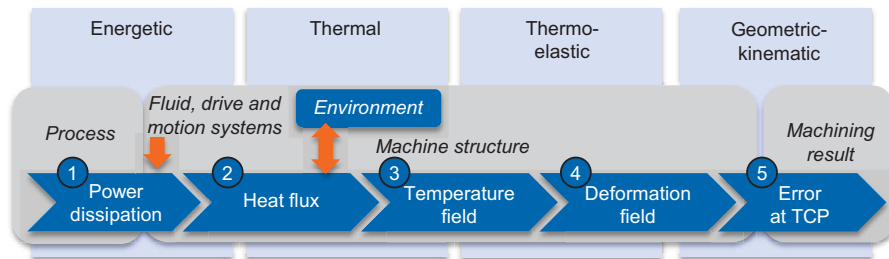 Energetic
Thermal
Thermo-
elastic
Geometric-
kinematic
Process
Fluid, drive and
motion systems
Environment
Machine structure
Machining
result
1
Power
dissipation
2
Heat flux
3
Temperature
field
4
Deformation
field
5
Error
at TCP